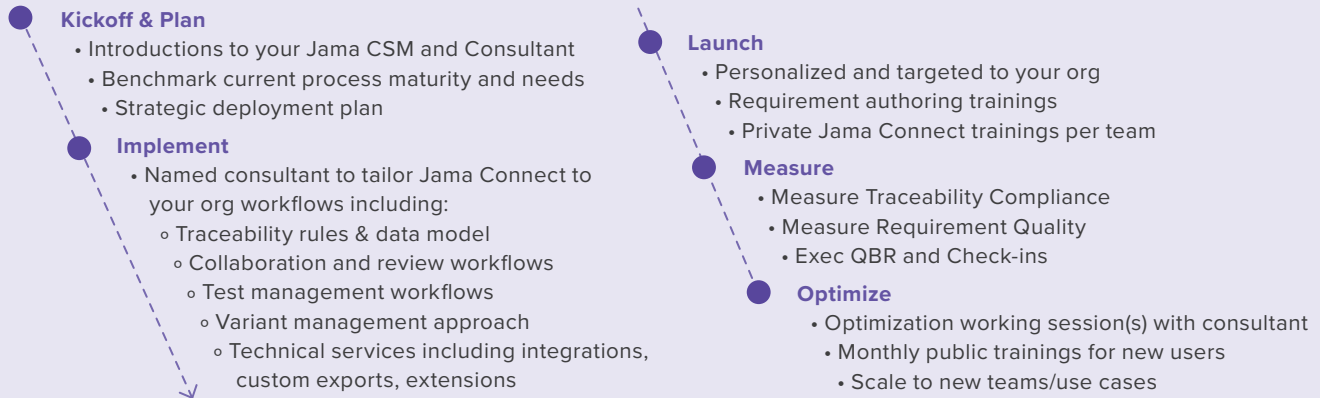 Kickoff & Plan
• Introductions to your Jama CSM and Consultant
• Benchmark current process maturity and needs
• Strategic deployment plan
Implement
• Named consultant to tailor Jama Connect to
your org workflows including:
◦ Traceability rules & data model
◦ Collaboration and review workflows
◦ Test management workflows
◦ Variant management approach
◦ Technical services including integrations,
custom exports, extensions
Launch
• Personalized and targeted to your org
• Requirement authoring trainings
• Private Jama Connect trainings per team
Measure
• Measure Traceability Compliance
• Measure Requirement Quality
• Exec QBR and Check-ins
Optimize
• Optimization working session(s) with consultant
• Monthly public trainings for new users
• Scale to new teams/use cases